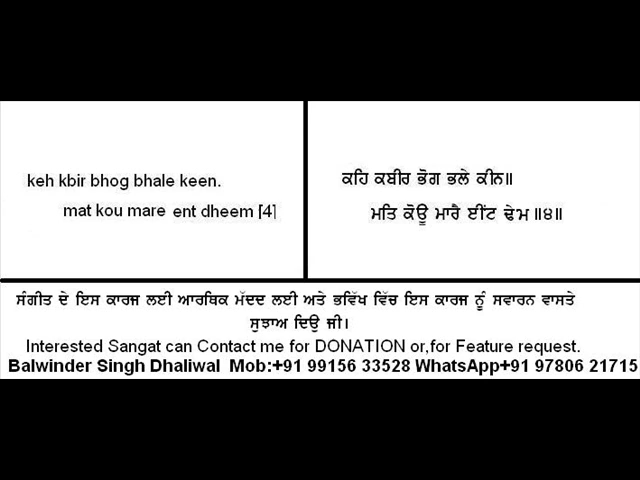 keh kbir bhog bhale keen.
mat kou mare ent dheem [4]
ਕਹਿ ਕਬੀਰ ਭੋਗ ਭਲੇ ਕੀਨ॥
ਮਤਿ ਕੋਊ ਮਾਰੈ ਈਂਟ ਢੇਮ ॥੪॥
ਸੰਗੀਤ ਦੇ ਇਸ ਕਾਰਜ ਲਈ ਆਰਥਿਕ ਮੱਦਦ ਲਈ ਅਤੇ ਭਵਿੱਖ ਵਿੱਚ ਇਸ ਕਾਰਜ ਨੂੰ ਸਵਾਰਨ ਵਾਸਤੇ
ਸੁਝਾਅ ਦਿਉ ਜੀ।
Interested Sangat can Contact me for DONATION or,for Feature request.
Balwinder Singh Dhaliwal Mob:+91 99156 33528 WhatsApp+91 97806 21715